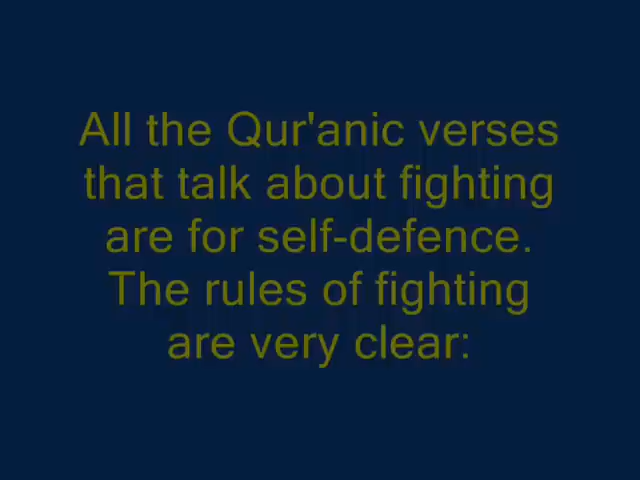 All the Qur'anic verses
that talk about fighting
are for self-defence.
The rules of fighting
are very clear: